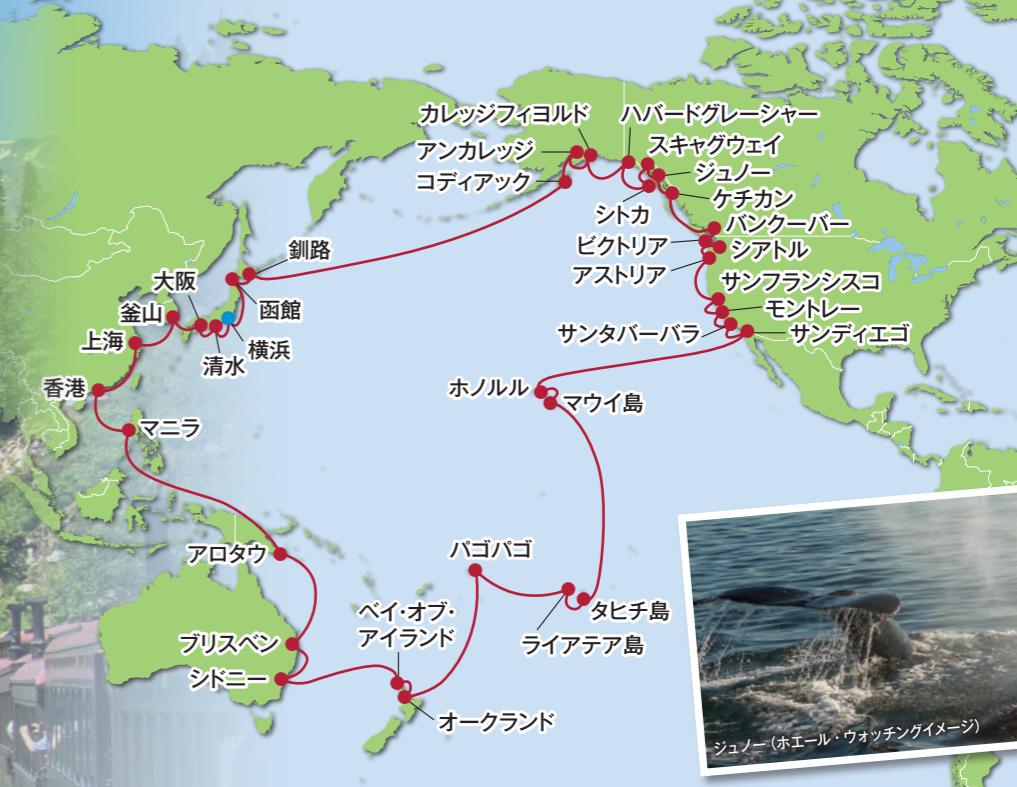 カレッジフィヨルド
ハバードグレーシャー
アンカレッジ
スキャグウェイ
コディアック
ジュノー
ケチカン
シトカ
バンクーバー
ビクトリア
シアトル
アストリア
釧路
大阪
サンフランシスコ
函館
モントレー
釜山
サンタバーバラ
サンディエゴ
上海
横浜
清水
香港
ホノルル
マウイ島
マニラ
アロタウ
パゴパゴ
ベイ・オブ・
アイランド
タヒチ島
ライアテア島
ブリスベン
シドニー
オークランド
ジュノー(ホエール・ウォッチングイメージ)